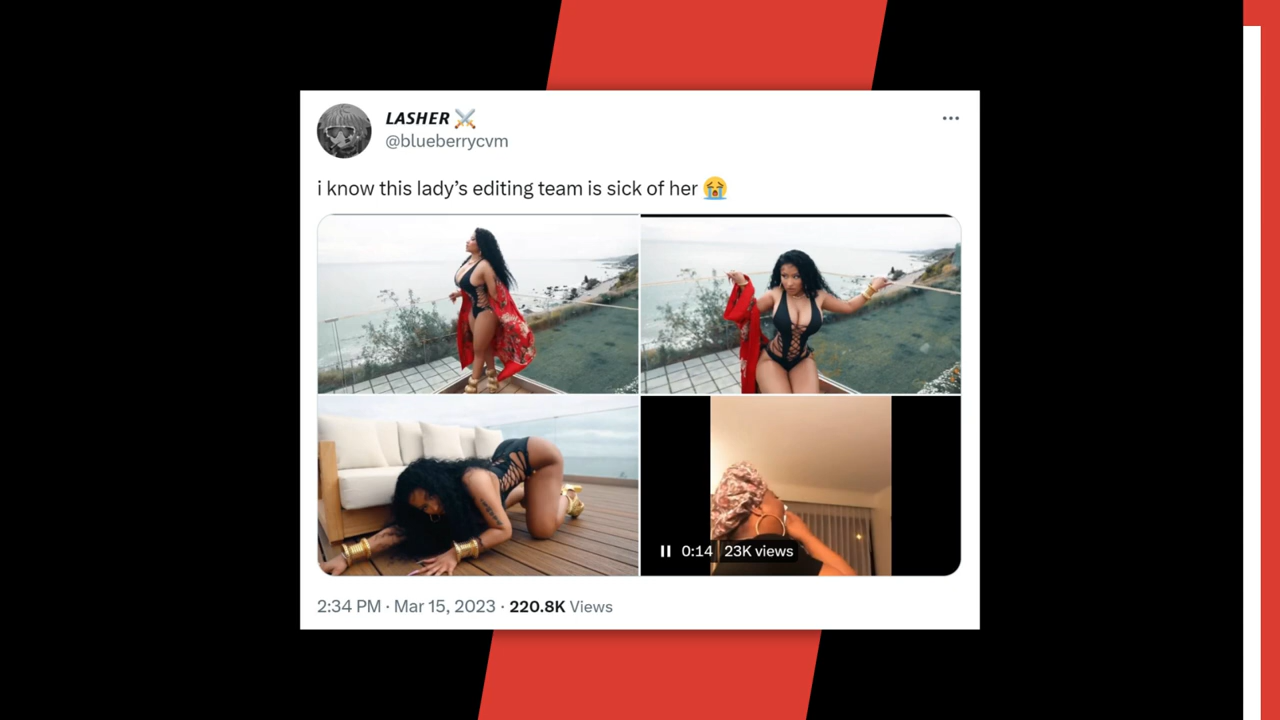 LASHER ⚔️
@blueberrycvm
i know this lady’s editing team is sick of her 😭
0:14 23K views
2:34 PM · Mar 15, 2023 · 220.8K Views